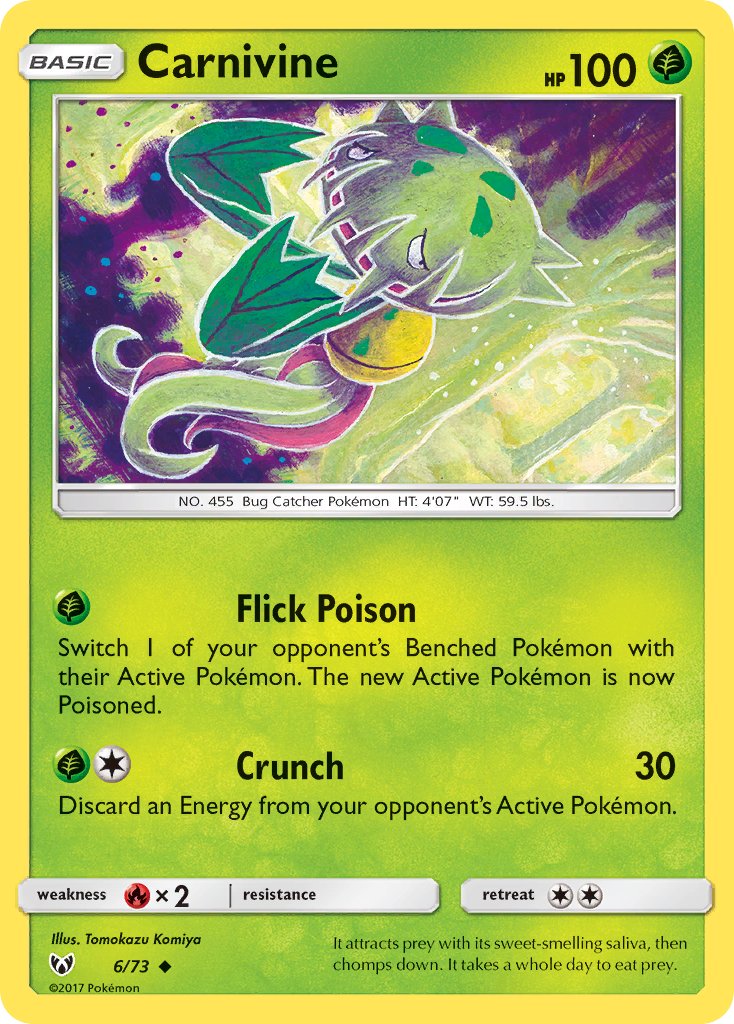 BASIC Carnivine HP 100
NO. 455 Bug Catcher Pokémon HT: 4'07" WT: 59.5 lbs.
Flick Poison
Switch 1 of your opponent's Benched Pokémon with
their Active Pokémon. The new Active Pokémon is now
Poisoned.
Crunch 30
Discard an Energy from your opponent's Active Pokémon.
weakness × 2 resistance retreat
Illus. Tomokazu Komiya
6/73
©2017 Pokémon
It attracts prey with its sweet-smelling saliva, then
chomps down. It takes a whole day to eat prey.